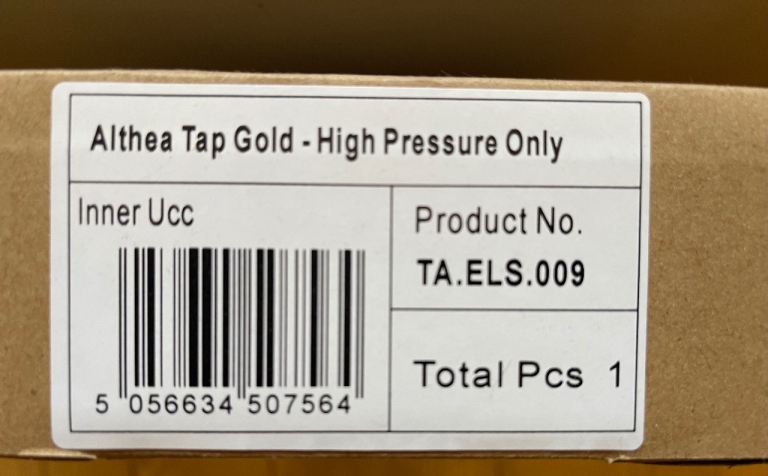 Althea Tap Gold - High Pressure Only
Inner Ucc
Product No.
TA.ELS.009
Total Pcs 1
5 056634 507564